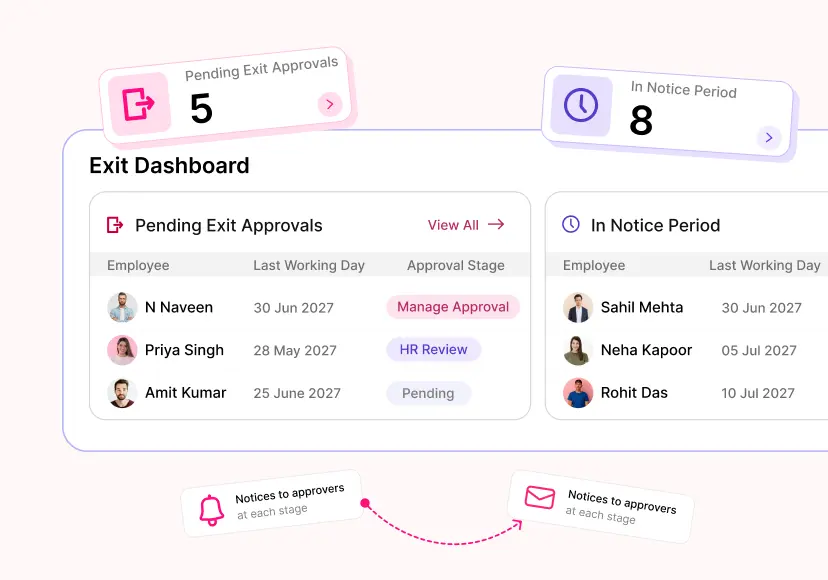 Pending Exit Approvals
5
In Notice Period
8
Exit Dashboard
Pending Exit Approvals
View All
Employee Last Working Day Approval Stage
N Naveen 30 Jun 2027 Manage Approval
Priya Singh 28 May 2027 HR Review
Amit Kumar 25 June 2027 Pending
In Notice Period
Employee Last Working Day
Sahil Mehta 30 Jun 2027
Neha Kapoor 05 Jul 2027
Rohit Das 10 Jul 2027
Notices to approvers
at each stage
Notices to approvers
at each stage